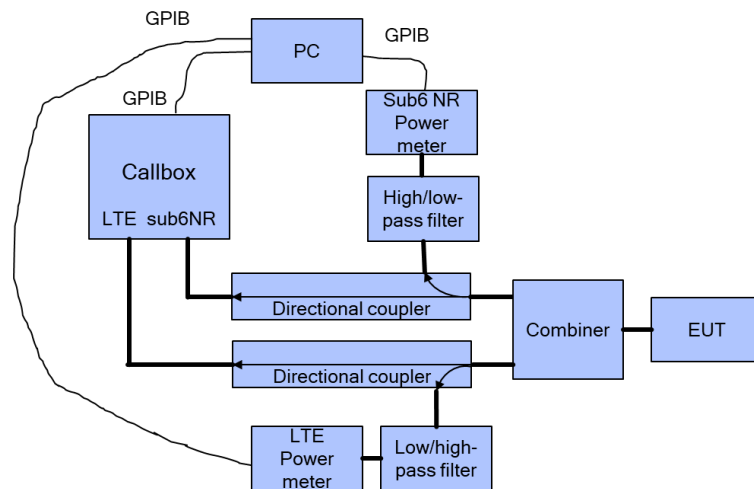 GPIB
PC
GPIB
GPIB
Sub6 NR
Power
meter
Callbox
LTE sub6NR
High/low-
pass filter
Directional coupler
Combiner
EUT
Directional coupler
LTE
Power
meter
Low/high-
pass filter